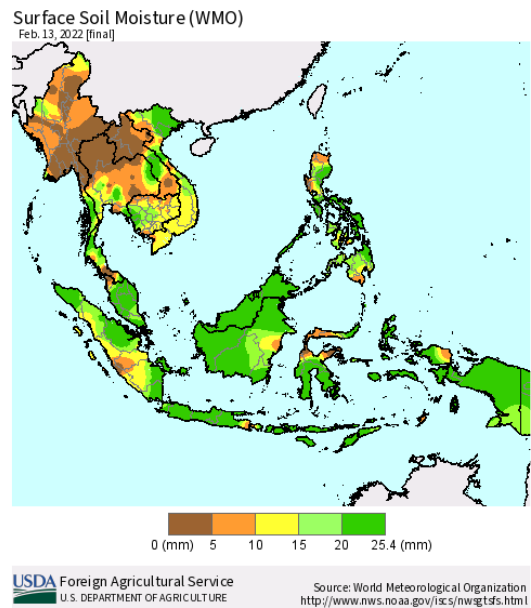 Surface Soil Moisture (WMO)
Feb. 13, 2022 [final]
0 (mm) 5 10 15 20 25.4 (mm)
USDA Foreign Agricultural Service
U.S. DEPARTMENT OF AGRICULTURE
Source: World Meteorological Organization
http://www.nws.noaa.gov/iscs/nwsgtsfs.html